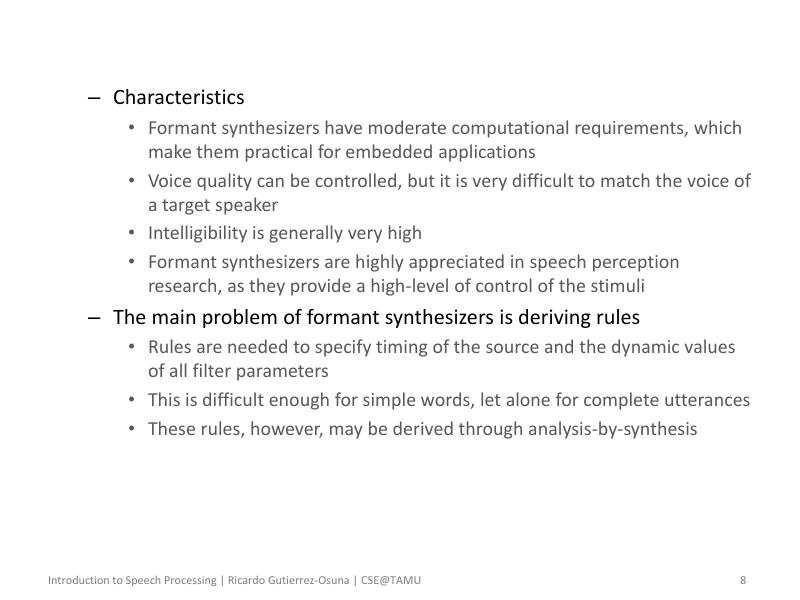 – Characteristics
• Formant synthesizers have moderate computational requirements, which
make them practical for embedded applications
• Voice quality can be controlled, but it is very difficult to match the voice of
a target speaker
• Intelligibility is generally very high
• Formant synthesizers are highly appreciated in speech perception
research, as they provide a high-level of control of the stimuli
– The main problem of formant synthesizers is deriving rules
• Rules are needed to specify timing of the source and the dynamic values
of all filter parameters
• This is difficult enough for simple words, let alone for complete utterances
• These rules, however, may be derived through analysis-by-synthesis
Introduction to Speech Processing | Ricardo Gutierrez-Osuna | CSE@TAMU 8